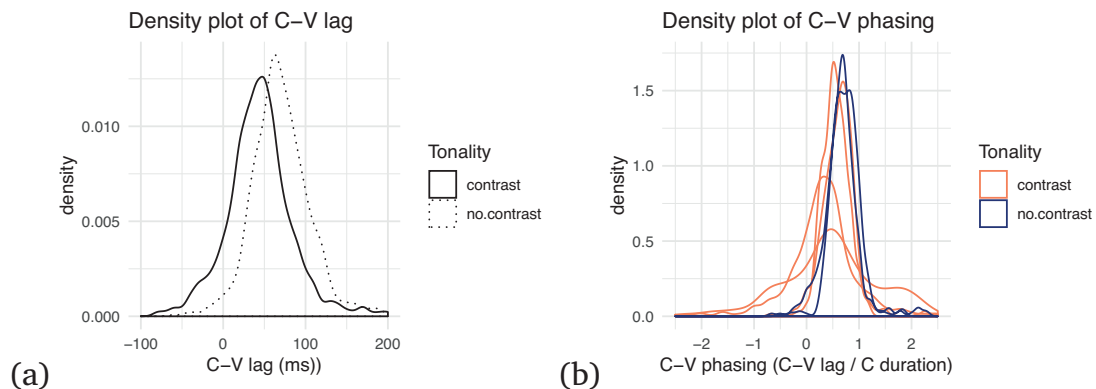 Density plot of C−V lag
0.010
0.005
0.000
density
−100 0 100 200
C−V lag (ms))
Tonality
contrast
no.contrast
(a)
Density plot of C−V phasing
1.5
1.0
0.5
0.0
density
−2 −1 0 1 2
C−V phasing (C−V lag / C duration)
Tonality
contrast
no.contrast
(b)